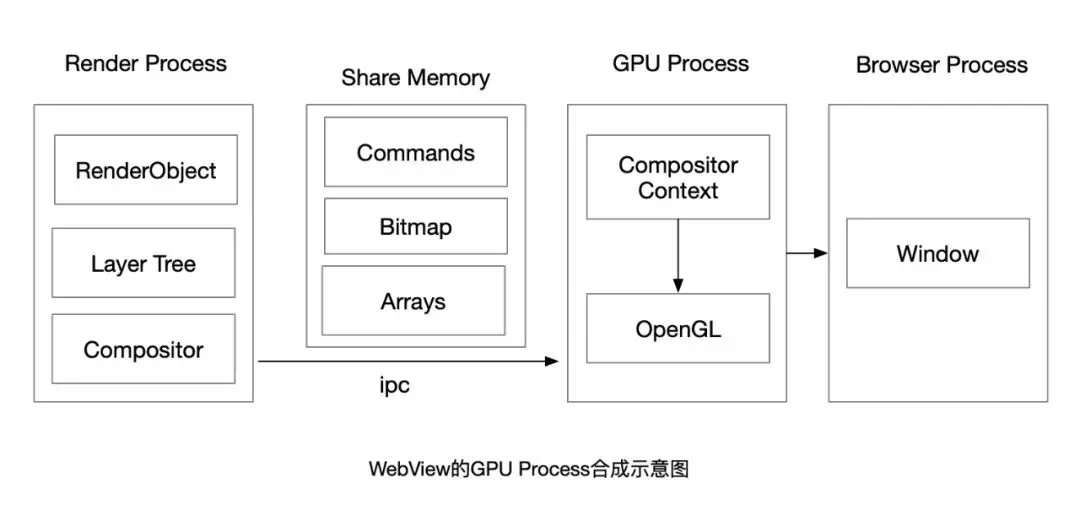 Render Process
RenderObject
Layer Tree
Compositor
Share Memory
Commands
Bitmap
Arrays
ipc
GPU Process
Compositor
Context
OpenGL
Browser Process
Window
WebView的GPU Process合成示意图